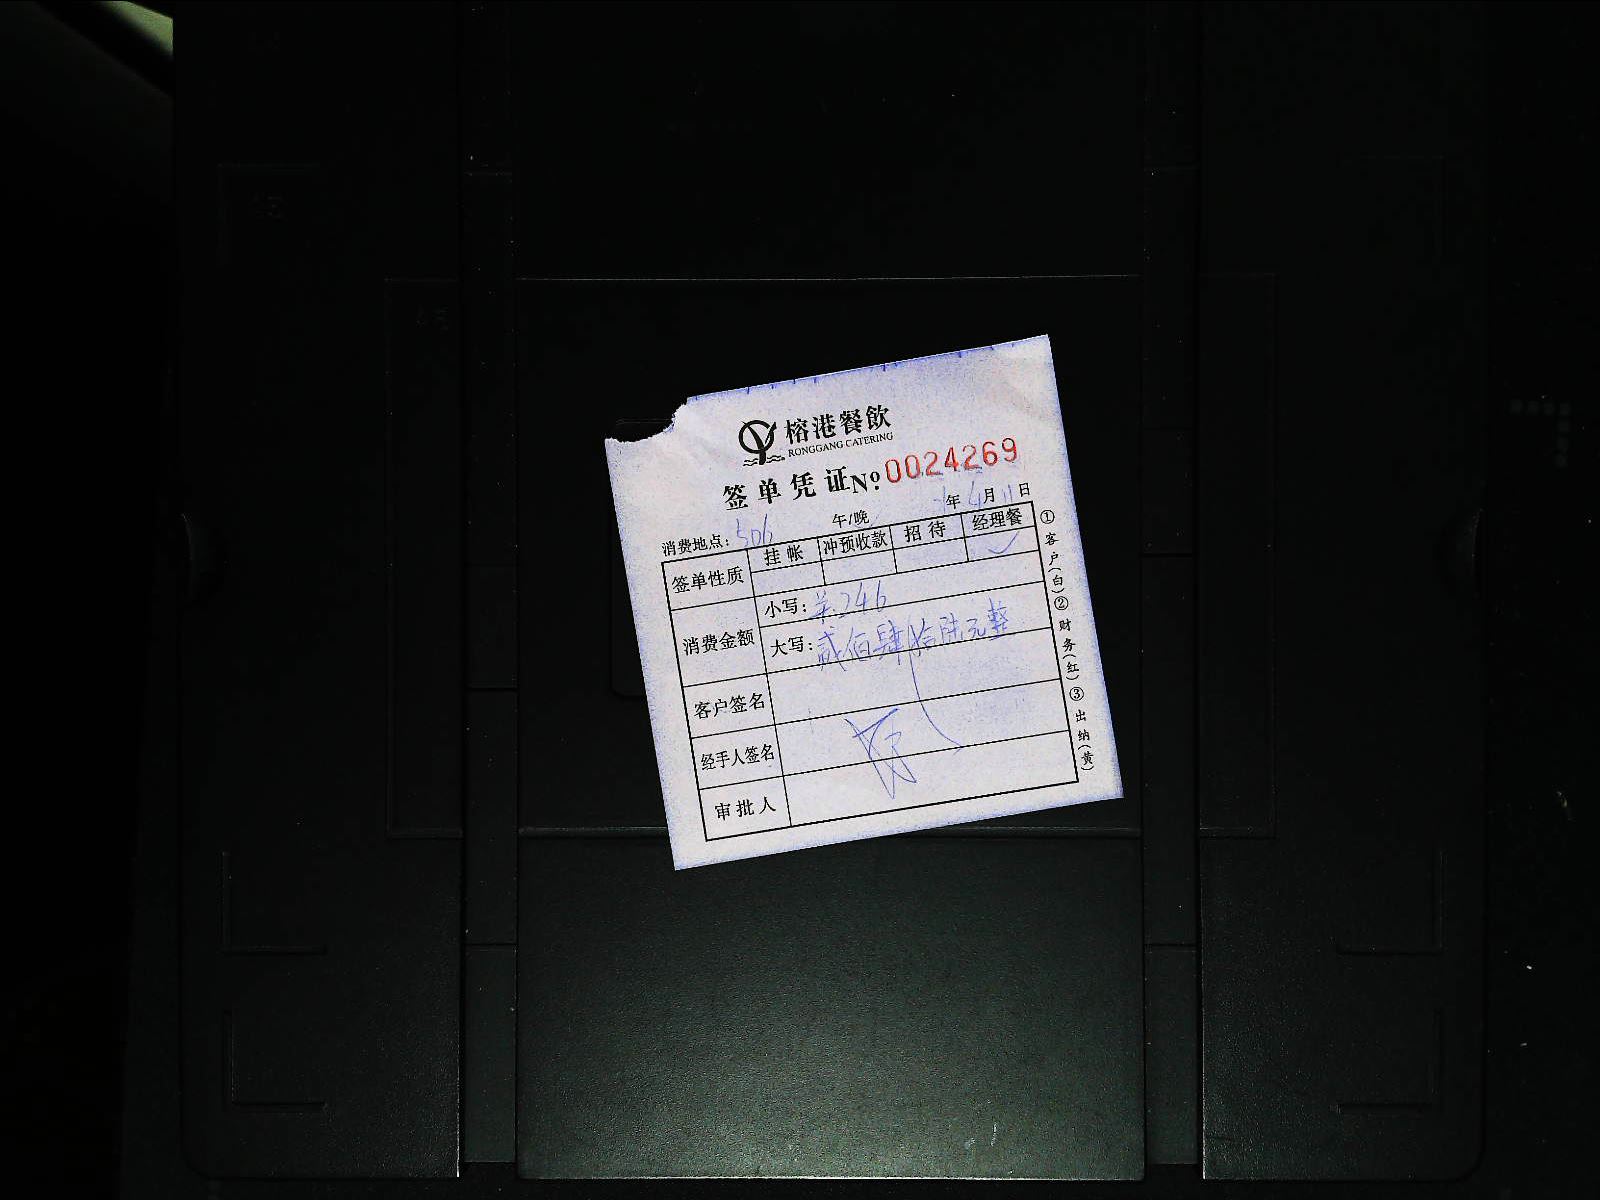 榕港餐飲
RONGGANG CATERING
签单凭证No. 0024269
年 4月 11日
消费地点: 506 午/晚
签单性质 挂帐 冲预收款 招待 经理餐
✓
消费金额 小写: 246
大写: 贰佰肆拾陆元整
客户签名
经手人签名
审批人
①客户(白)②财务(红)③出纳(黄)